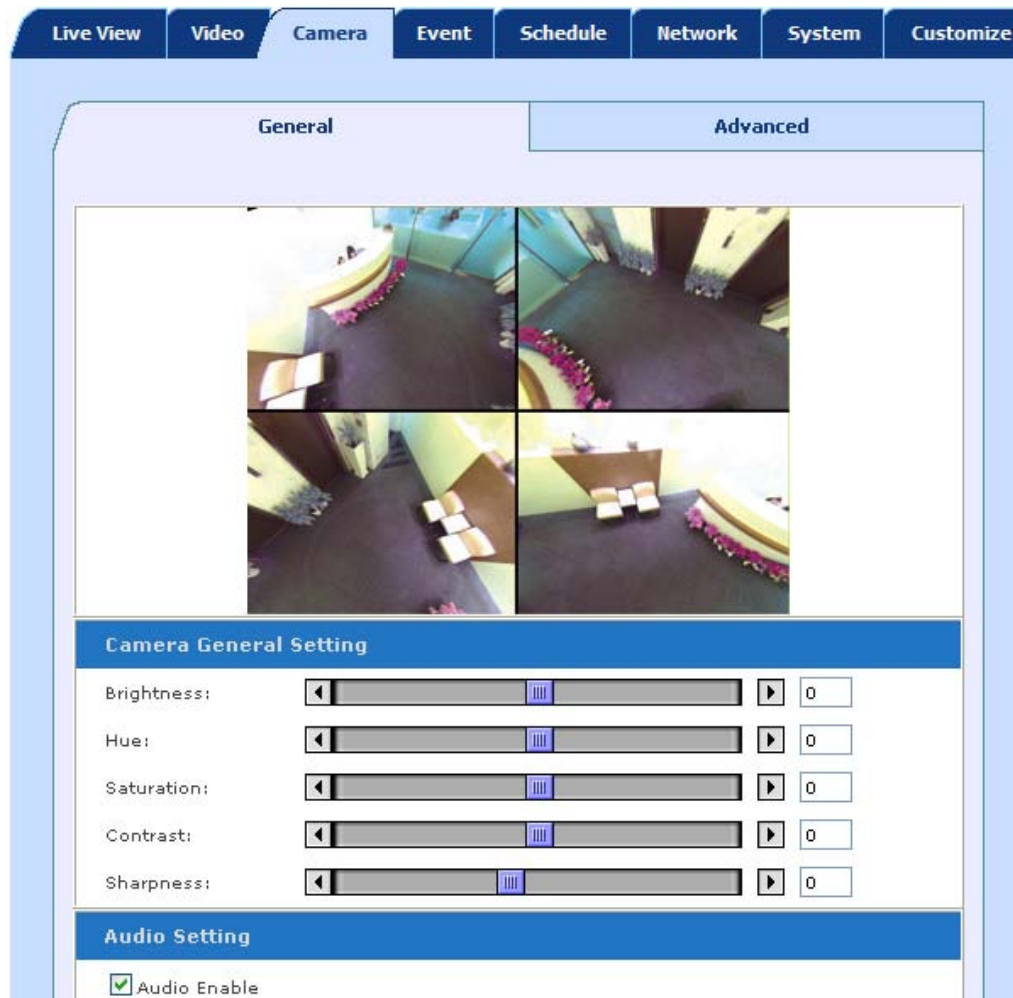 Live View Video Camera Event Schedule Network System Customize
General Advanced
Camera General Setting
Brightness: 0
Hue: 0
Saturation: 0
Contrast: 0
Sharpness: 0
Audio Setting
Audio Enable